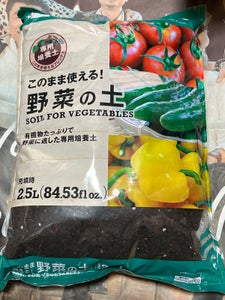 専用
培養土
このまま使える!
野菜の土
SOIL FOR VEGETABLES
有機物たっぷりで
野菜に適した専用培養土
完成時
2.5L(84.53fl oz.)
野菜の土